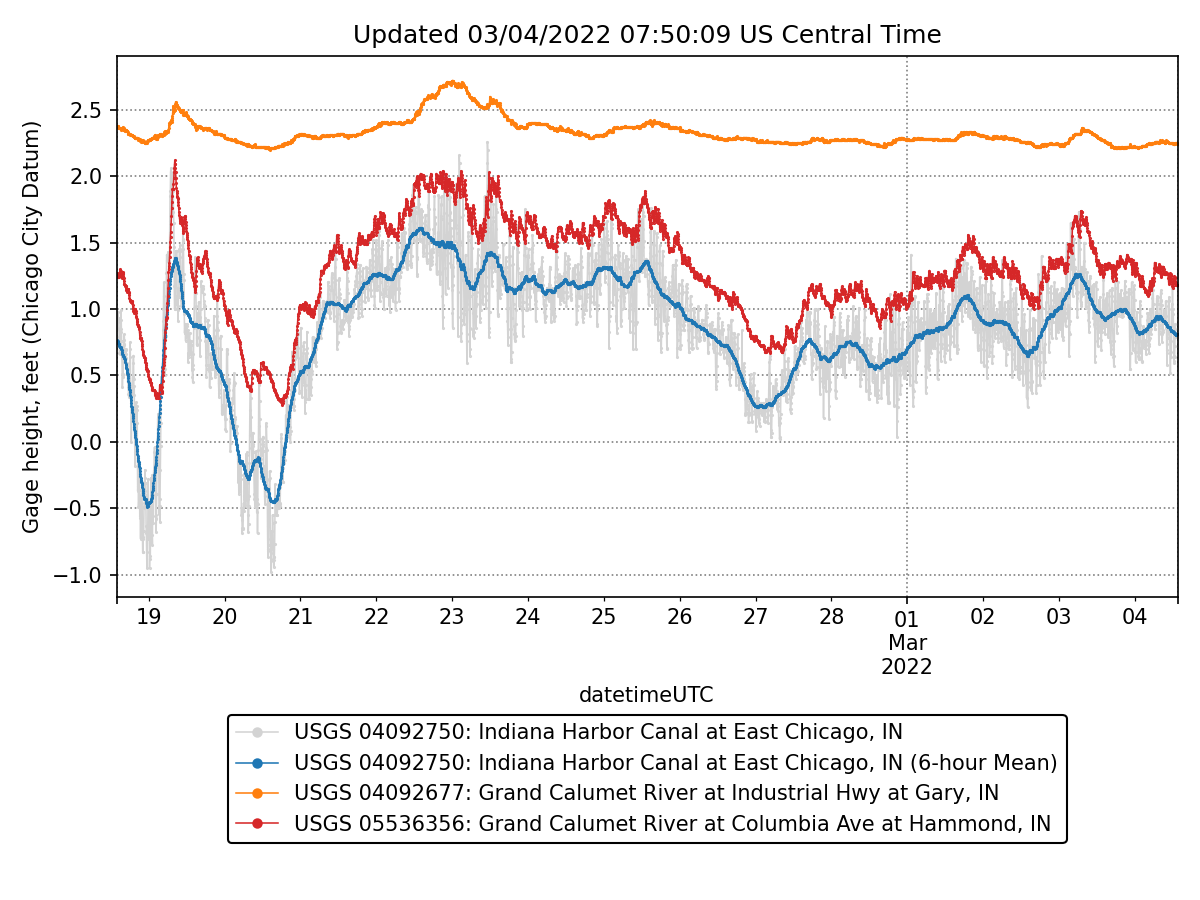 Updated 03/04/2022 07:50:09 US Central Time
Gage height, feet (Chicago City Datum)
2.5
2.0
1.5
1.0
0.5
0.0
−0.5
−1.0
19 20 21 22 23 24 25 26 27 28 01 02 03 04
Mar
2022
datetimeUTC
USGS 04092750: Indiana Harbor Canal at East Chicago, IN
USGS 04092750: Indiana Harbor Canal at East Chicago, IN (6-hour Mean)
USGS 04092677: Grand Calumet River at Industrial Hwy at Gary, IN
USGS 05536356: Grand Calumet River at Columbia Ave at Hammond, IN